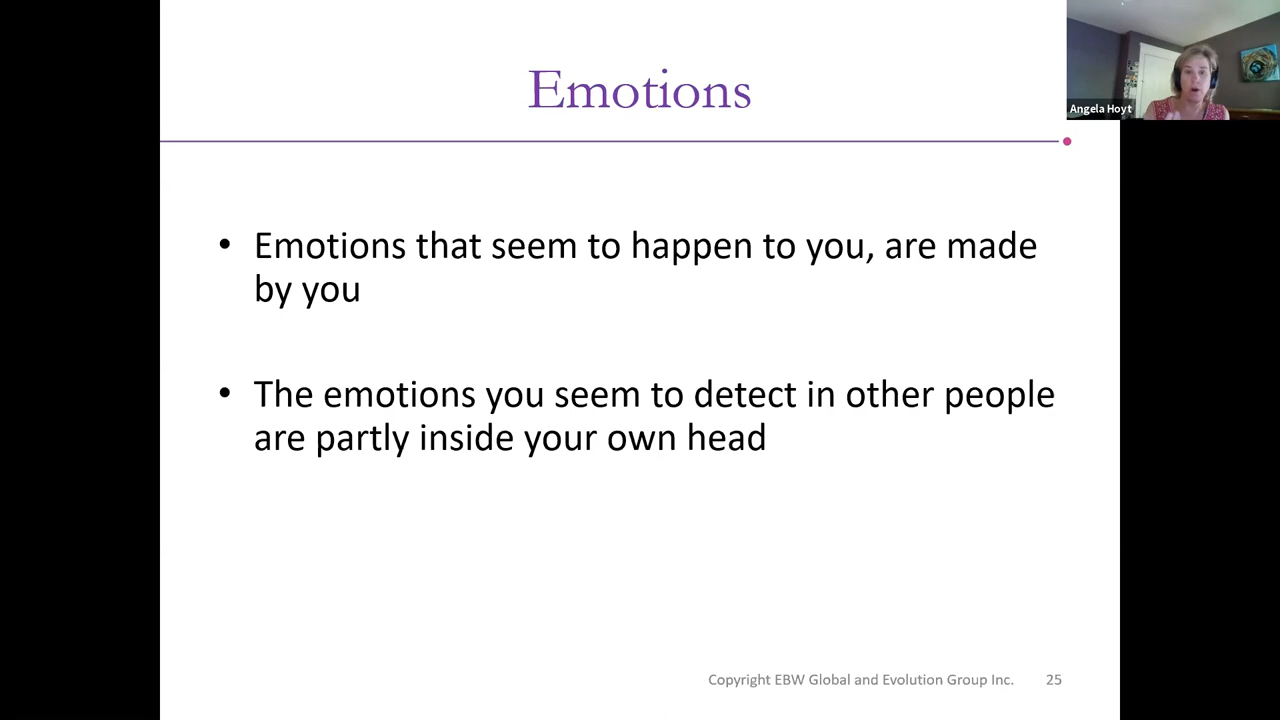 Emotions
Angela Hoyt
• Emotions that seem to happen to you, are made
by you
• The emotions you seem to detect in other people
are partly inside your own head
Copyright EBW Global and Evolution Group Inc. 25